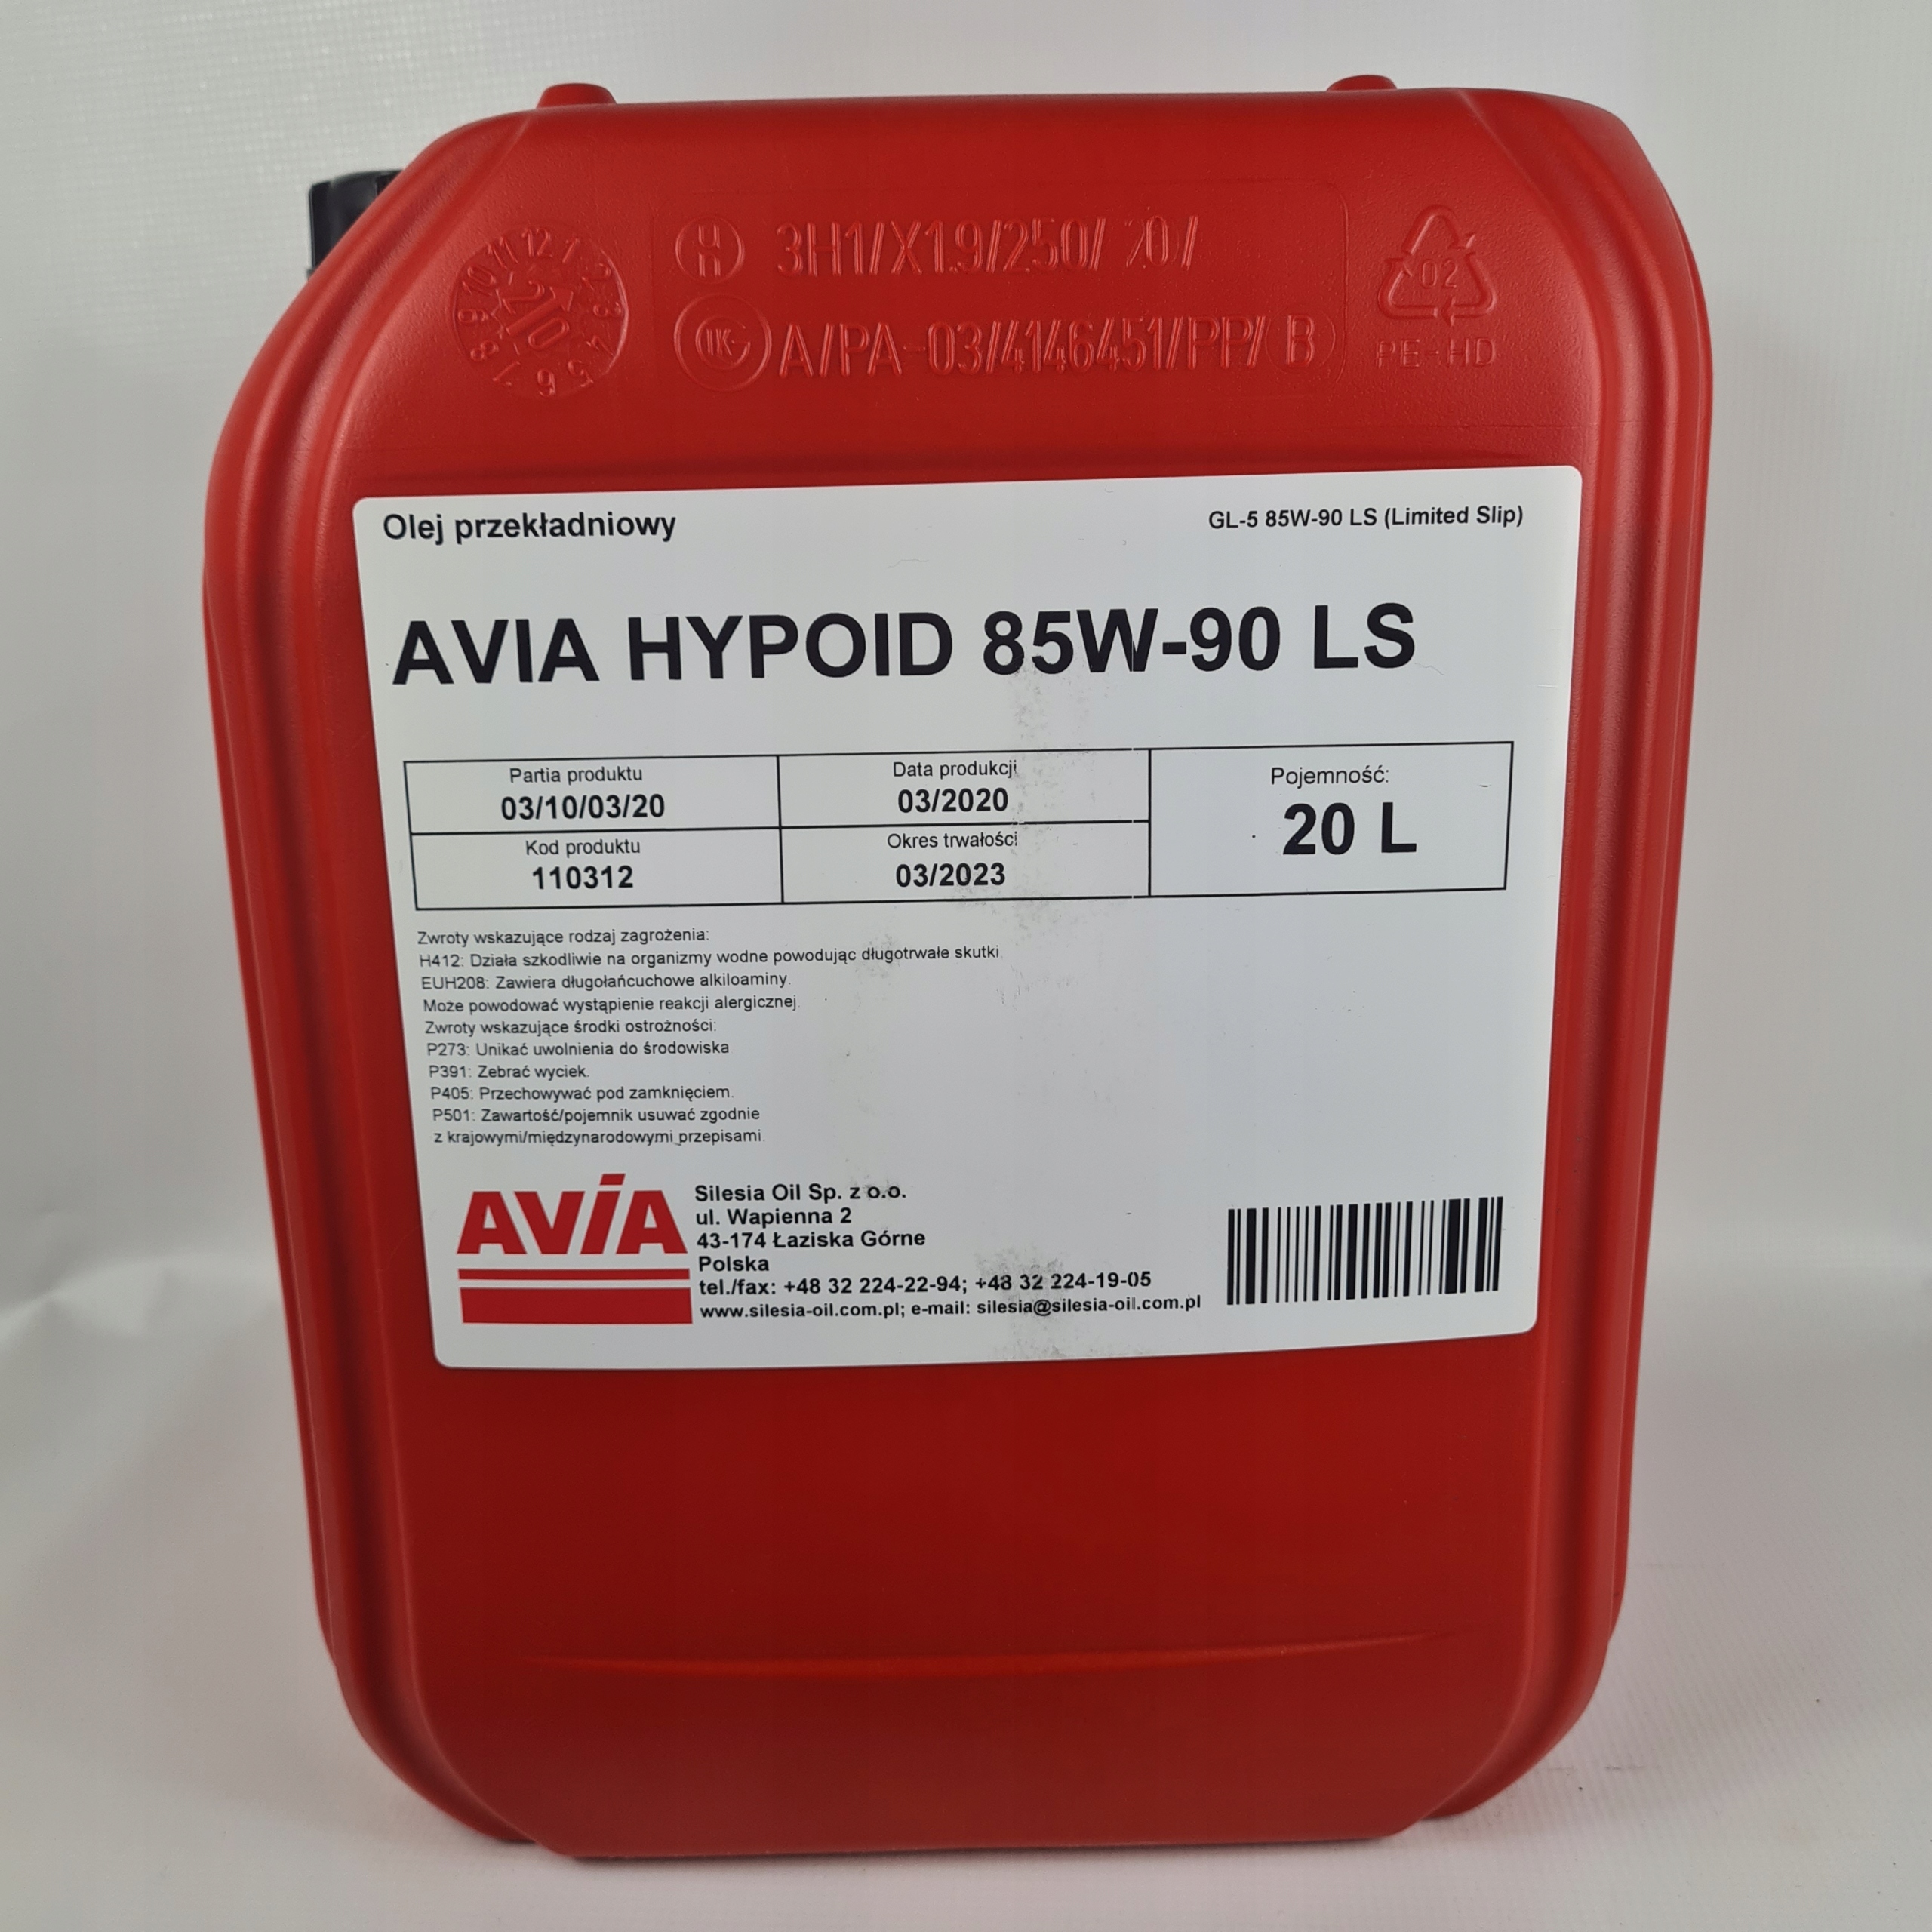 3H1/X1.9/250/ 20/
A/PA-03/4146451/PP/ B
02
PE-HD
Olej przekładniowy
GL-5 85W-90 LS (Limited Slip)
AVIA HYPOID 85W-90 LS
Partia produktu
03/10/03/20
Data produkcji
03/2020
Pojemność:
20 L
Kod produktu
110312
Okres trwałości
03/2023
Zwroty wskazujące rodzaj zagrożenia:
H412: Działa szkodliwie na organizmy wodne powodując długotrwałe skutki.
EUH208: Zawiera długołańcuchowe alkiloaminy.
Może powodować wystąpienie reakcji alergicznej.
Zwroty wskazujące środki ostrożności:
P273: Unikać uwolnienia do środowiska
P391: Zebrać wyciek.
P405: Przechowywać pod zamknięciem.
P501: Zawartość/pojemnik usuwać zgodnie
z krajowymi/międzynarodowymi przepisami.
AViA
Silesia Oil Sp. z o.o.
ul. Wapienna 2
43-174 Łaziska Górne
Polska
tel./fax: +48 32 224-22-94; +48 32 224-19-05
www.silesia-oil.com.pl; e-mail: silesia@silesia-oil.com.pl